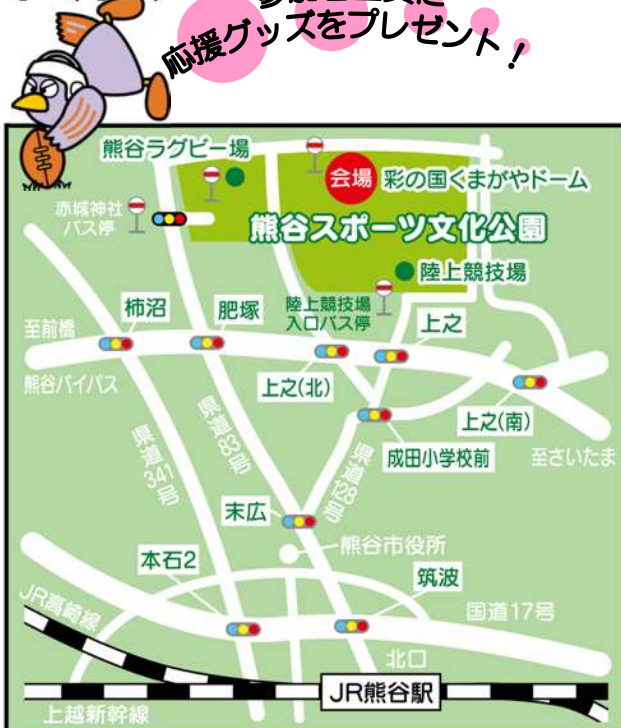 応援グッズをプレゼント！
熊谷ラグビー場
会場 彩の国くまがやドーム
赤城神社
バス停
熊谷スポーツ文化公園
陸上競技場
柿沼
肥塚
陸上競技場
入口バス停
上之
至前橋
熊谷バイパス
上之(北)
上之(南)
県道341号
県道83号
県道128号
成田小学校前
至さいたま
末広
熊谷市役所
本石2
筑波
JR高崎線
国道17号
北口
JR熊谷駅
上越新幹線